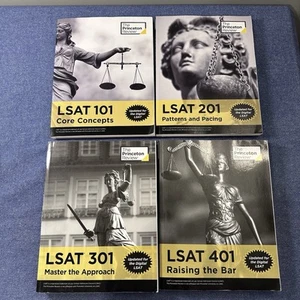 The
Princeton
Review
LSAT 101
Core Concepts
Updated for the
Digital
LSAT
The
Princeton
Review
LSAT 201
Patterns and Pacing
Updated for the
Digital LSAT
The
Princeton
Review
LSAT 301
Master the Approach
Updated for
the Digital
LSAT
The
Princeton
Review
LSAT 401
Raising the Bar
Updated for
the Digital
LSAT